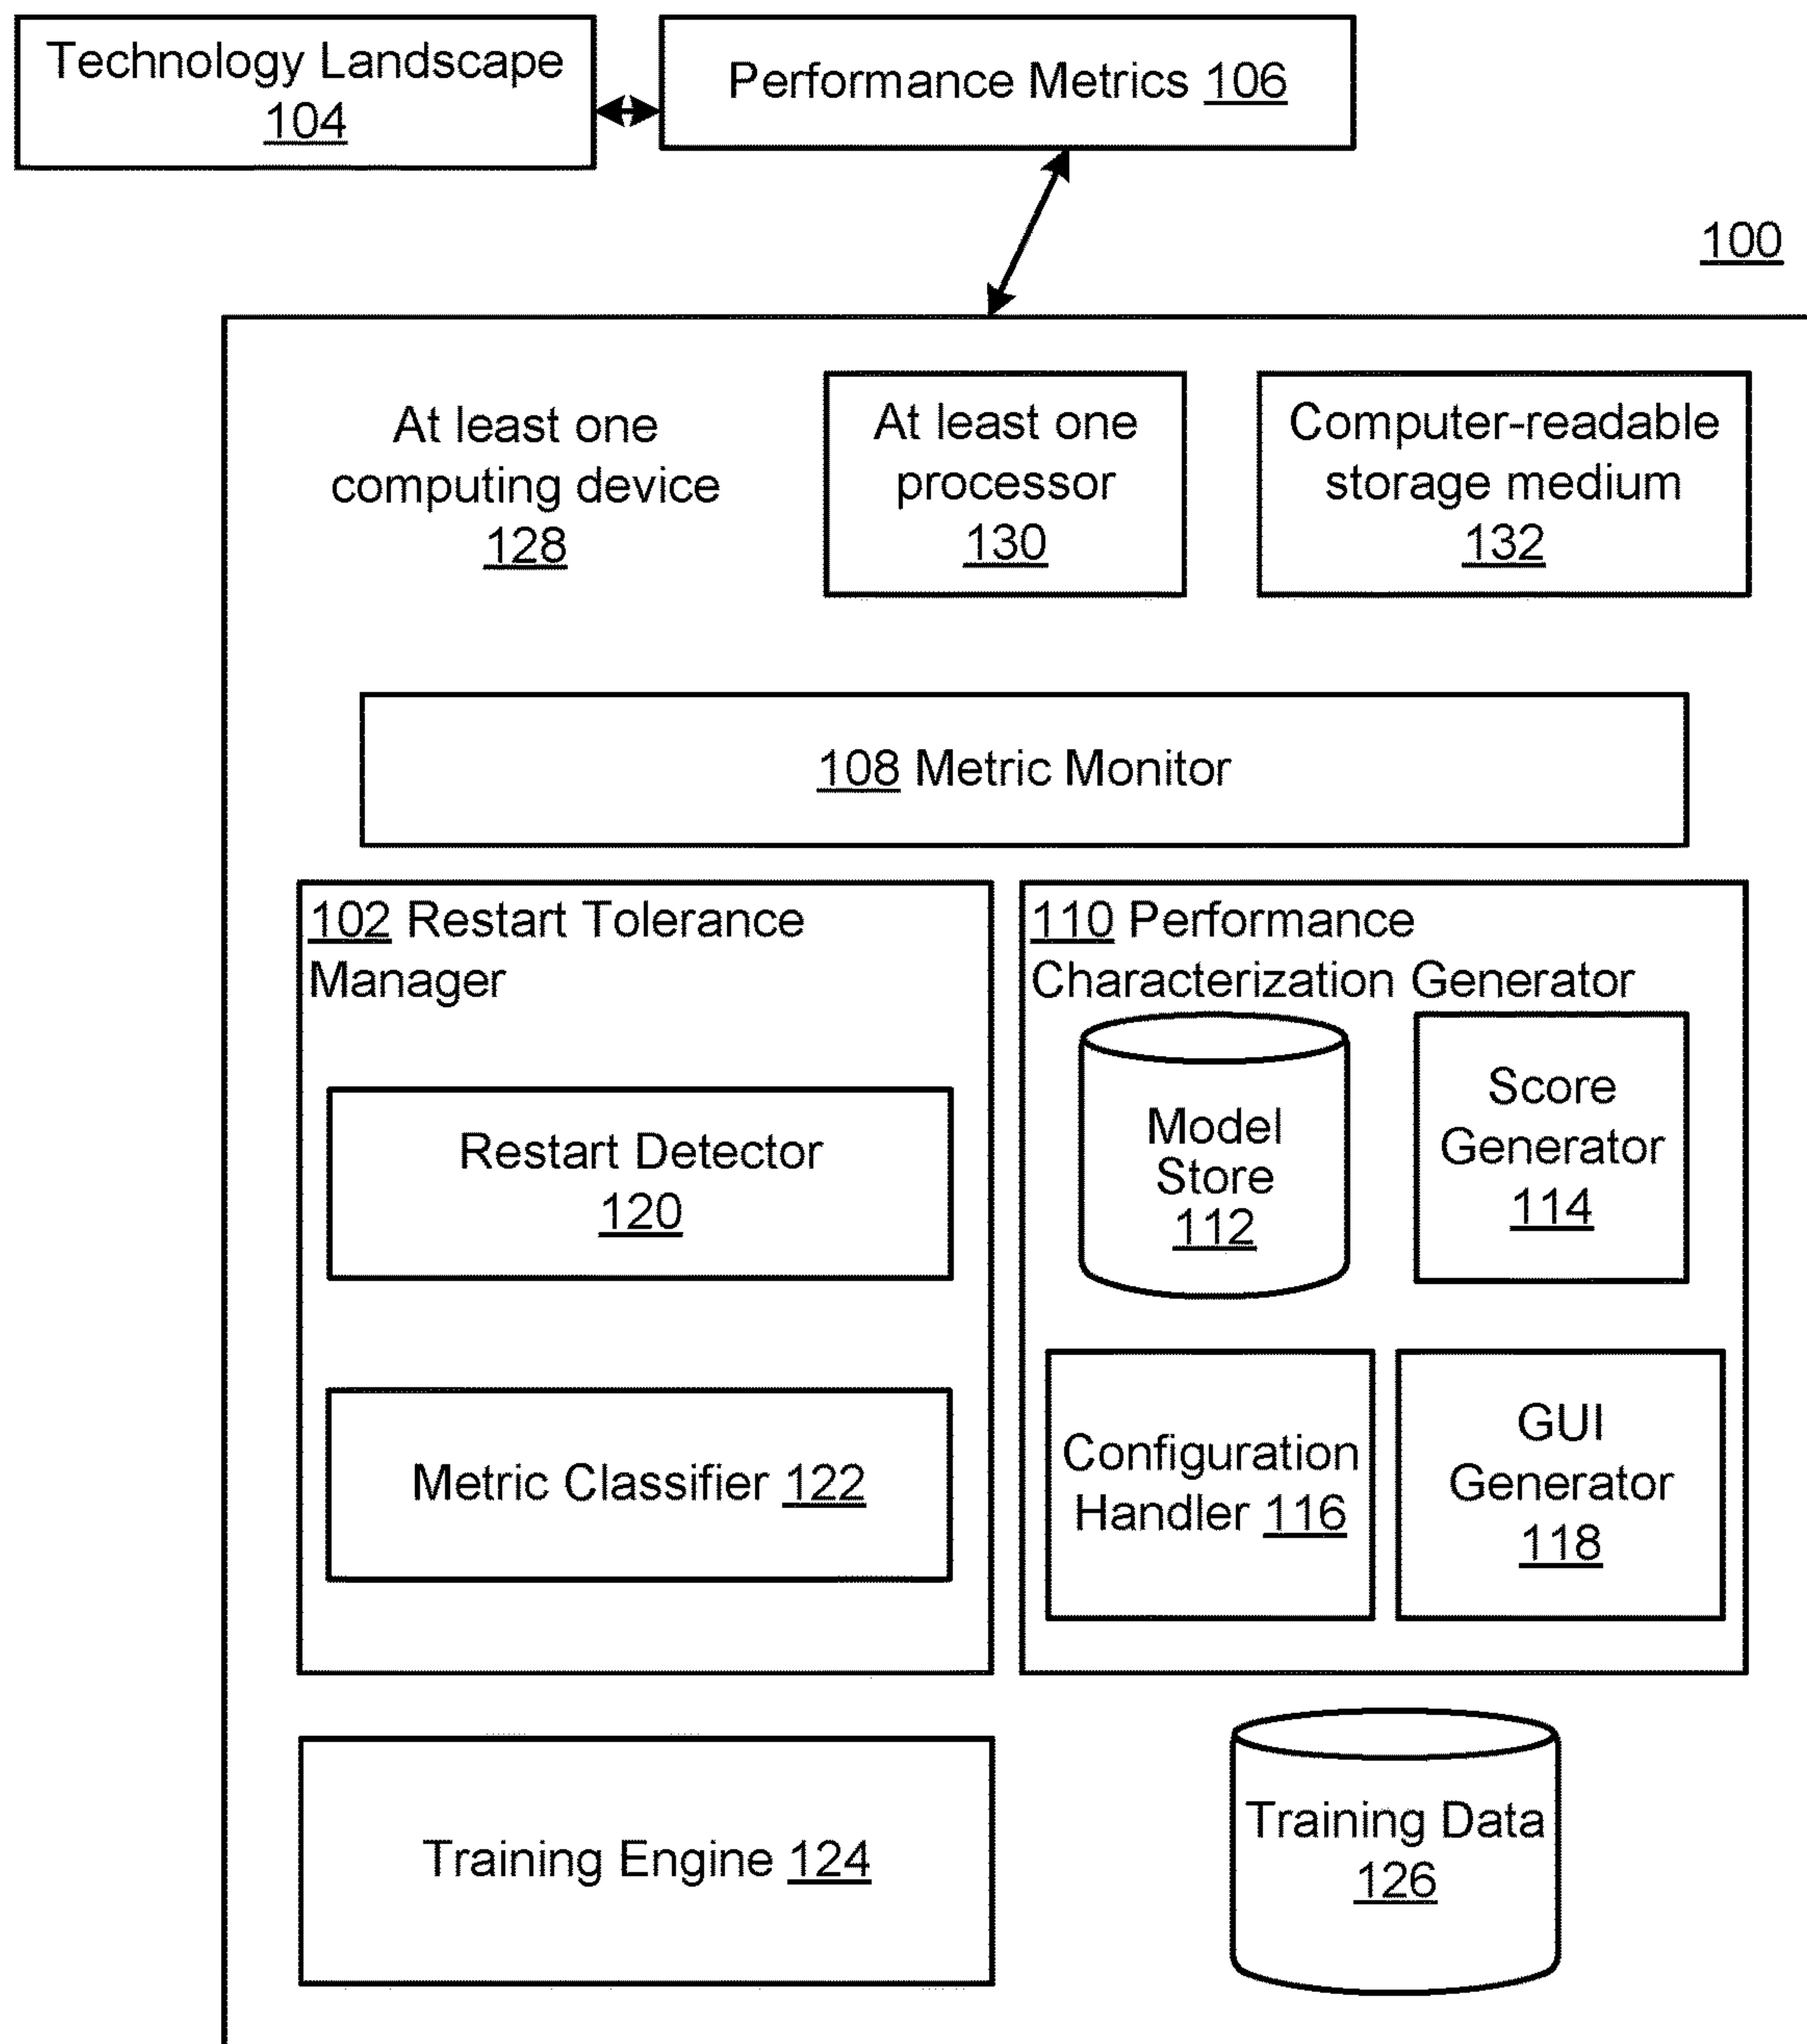 Technology Landscape
104
Performance Metrics 106
100
At least one
computing device
128
At least one
processor
130
Computer-readable
storage medium
132
108 Metric Monitor
102 Restart Tolerance
Manager
Restart Detector
120
Metric Classifier 122
110 Performance
Characterization Generator
Model
Store
112
Score
Generator
114
Configuration
Handler 116
GUI
Generator
118
Training Engine 124
Training Data
126